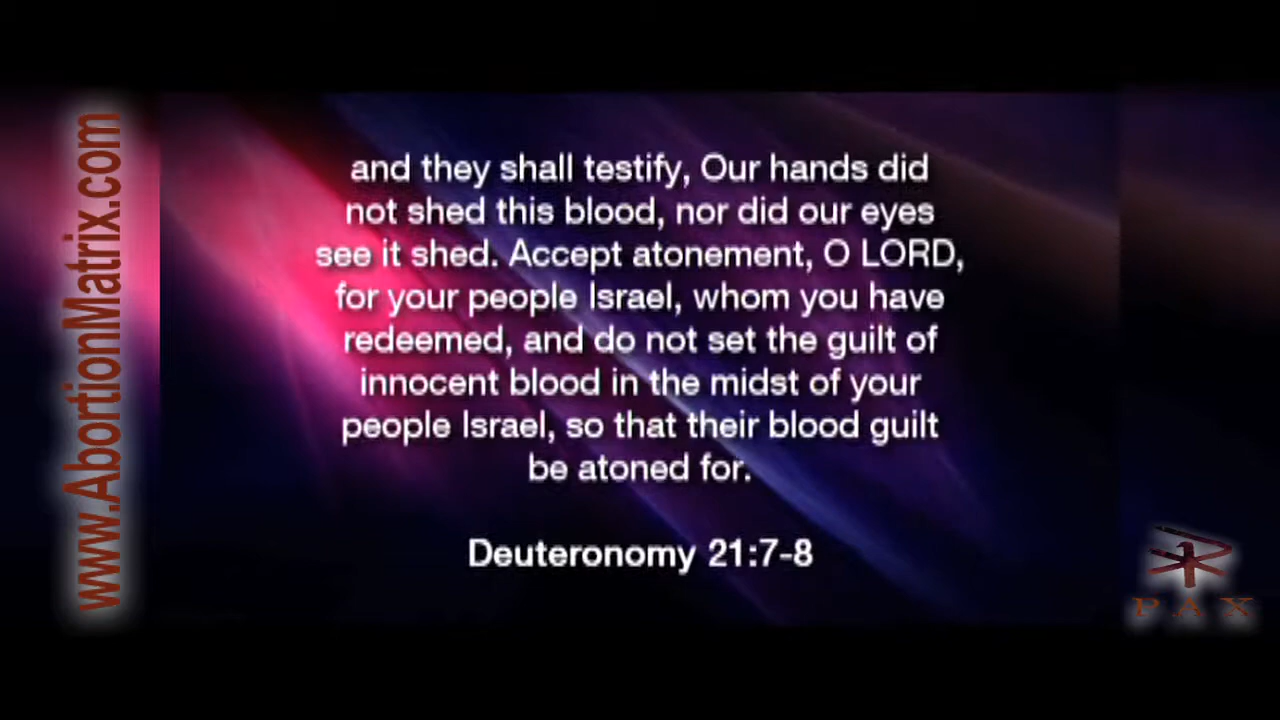 www.AbortionMatrix.com
and they shall testify, Our hands did
not shed this blood, nor did our eyes
see it shed. Accept atonement, O LORD,
for your people Israel, whom you have
redeemed, and do not set the guilt of
innocent blood in the midst of your
people Israel, so that their blood guilt
be atoned for.
Deuteronomy 21:7-8
PAX